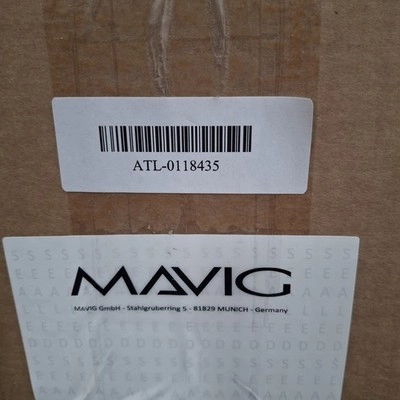 ATL-0118435
MAVIG
MAVIG GmbH - Stahlgruberring 5 - 81829 MUNICH - Germany